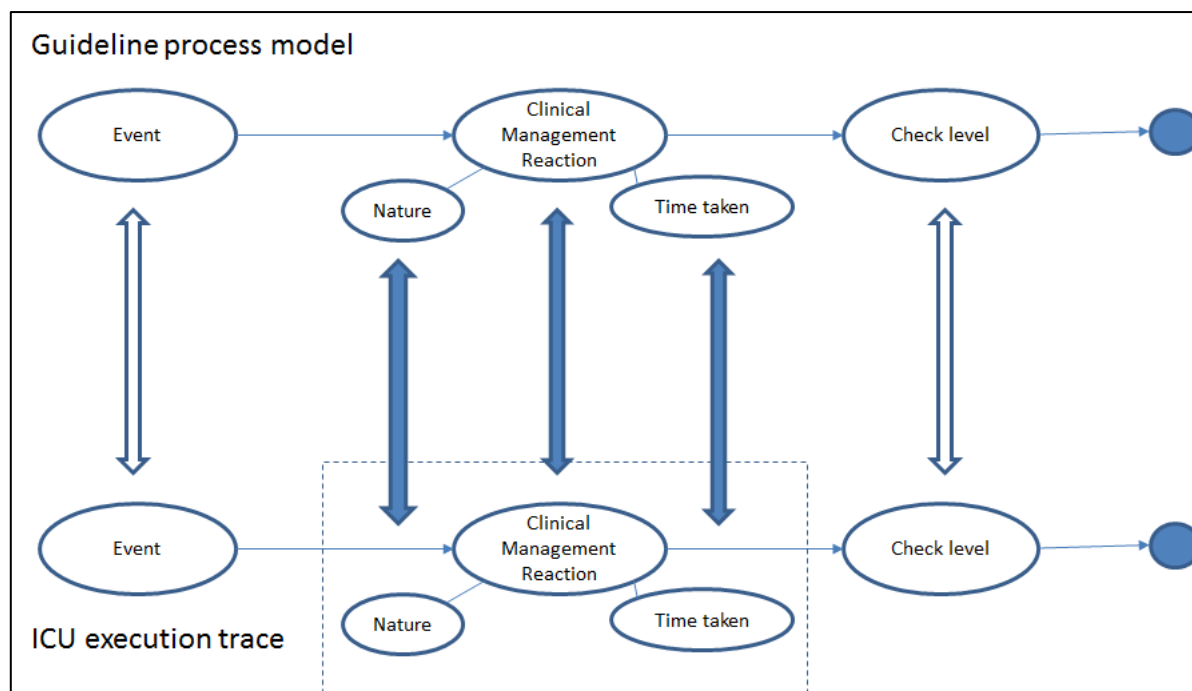 Guideline process model
Event
Clinical
Management
Reaction
Check level
Nature
Time taken
Event
Clinical
Management
Reaction
Check level
Nature
Time taken
ICU execution trace